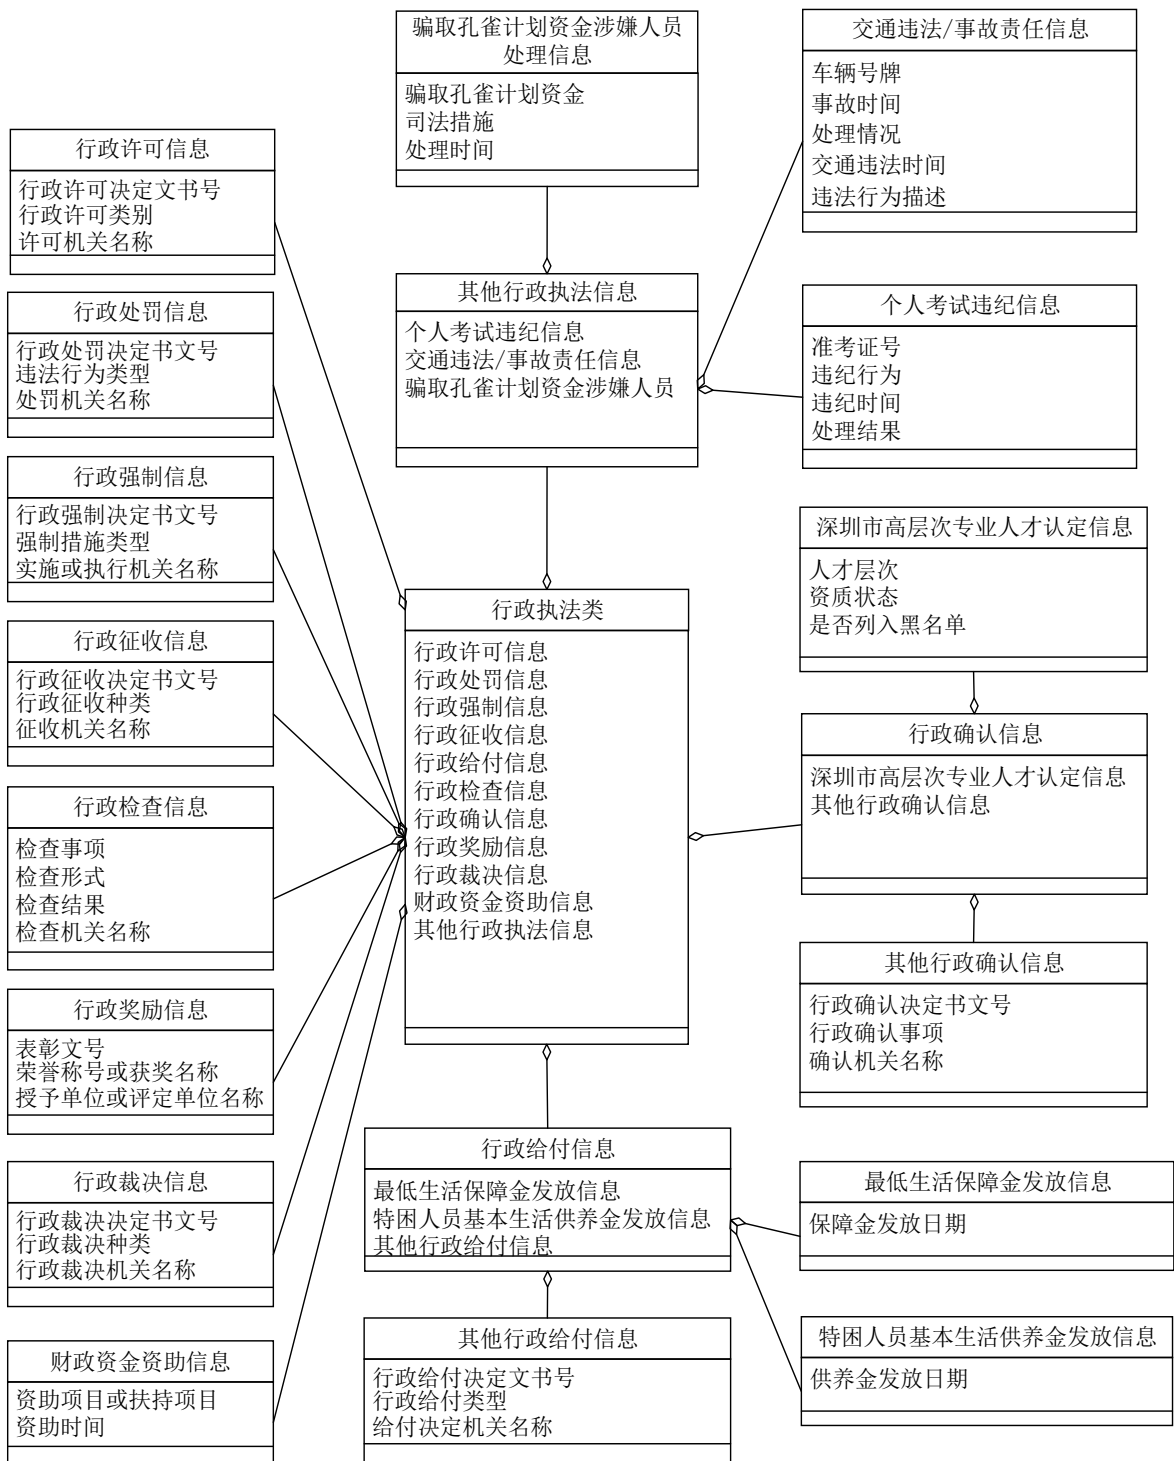 骗取孔雀计划资金涉嫌人员
处理信息
骗取孔雀计划资金
司法措施
处理时间
交通违法/事故责任信息
车辆号牌
事故时间
处理情况
交通违法时间
违法行为描述
行政许可信息
行政许可决定文书号
行政许可类别
许可机关名称
其他行政执法信息
个人考试违纪信息
交通违法/事故责任信息
骗取孔雀计划资金涉嫌人员
个人考试违纪信息
准考证号
违纪行为
违纪时间
处理结果
行政处罚信息
行政处罚决定书文号
违法行为类型
处罚机关名称
行政强制信息
行政强制决定书文号
强制措施类型
实施或执行机关名称
深圳市高层次专业人才认定信息
人才层次
资质状态
是否列入黑名单
行政执法类
行政许可信息
行政处罚信息
行政强制信息
行政征收信息
行政给付信息
行政检查信息
行政确认信息
行政奖励信息
行政裁决信息
财政资金资助信息
其他行政执法信息
行政征收信息
行政征收决定书文号
行政征收种类
征收机关名称
行政确认信息
深圳市高层次专业人才认定信息
其他行政确认信息
行政检查信息
检查事项
检查形式
检查结果
检查机关名称
其他行政确认信息
行政确认决定书文号
行政确认事项
确认机关名称
行政奖励信息
表彰文号
荣誉称号或获奖名称
授予单位或评定单位名称
行政给付信息
最低生活保障金发放信息
特困人员基本生活供养金发放信息
其他行政给付信息
最低生活保障金发放信息
保障金发放日期
行政裁决信息
行政裁决决定书文号
行政裁决种类
行政裁决机关名称
其他行政给付信息
行政给付决定文书号
行政给付类型
给付决定机关名称
特困人员基本生活供养金发放信息
供养金发放日期
财政资金资助信息
资助项目或扶持项目
资助时间